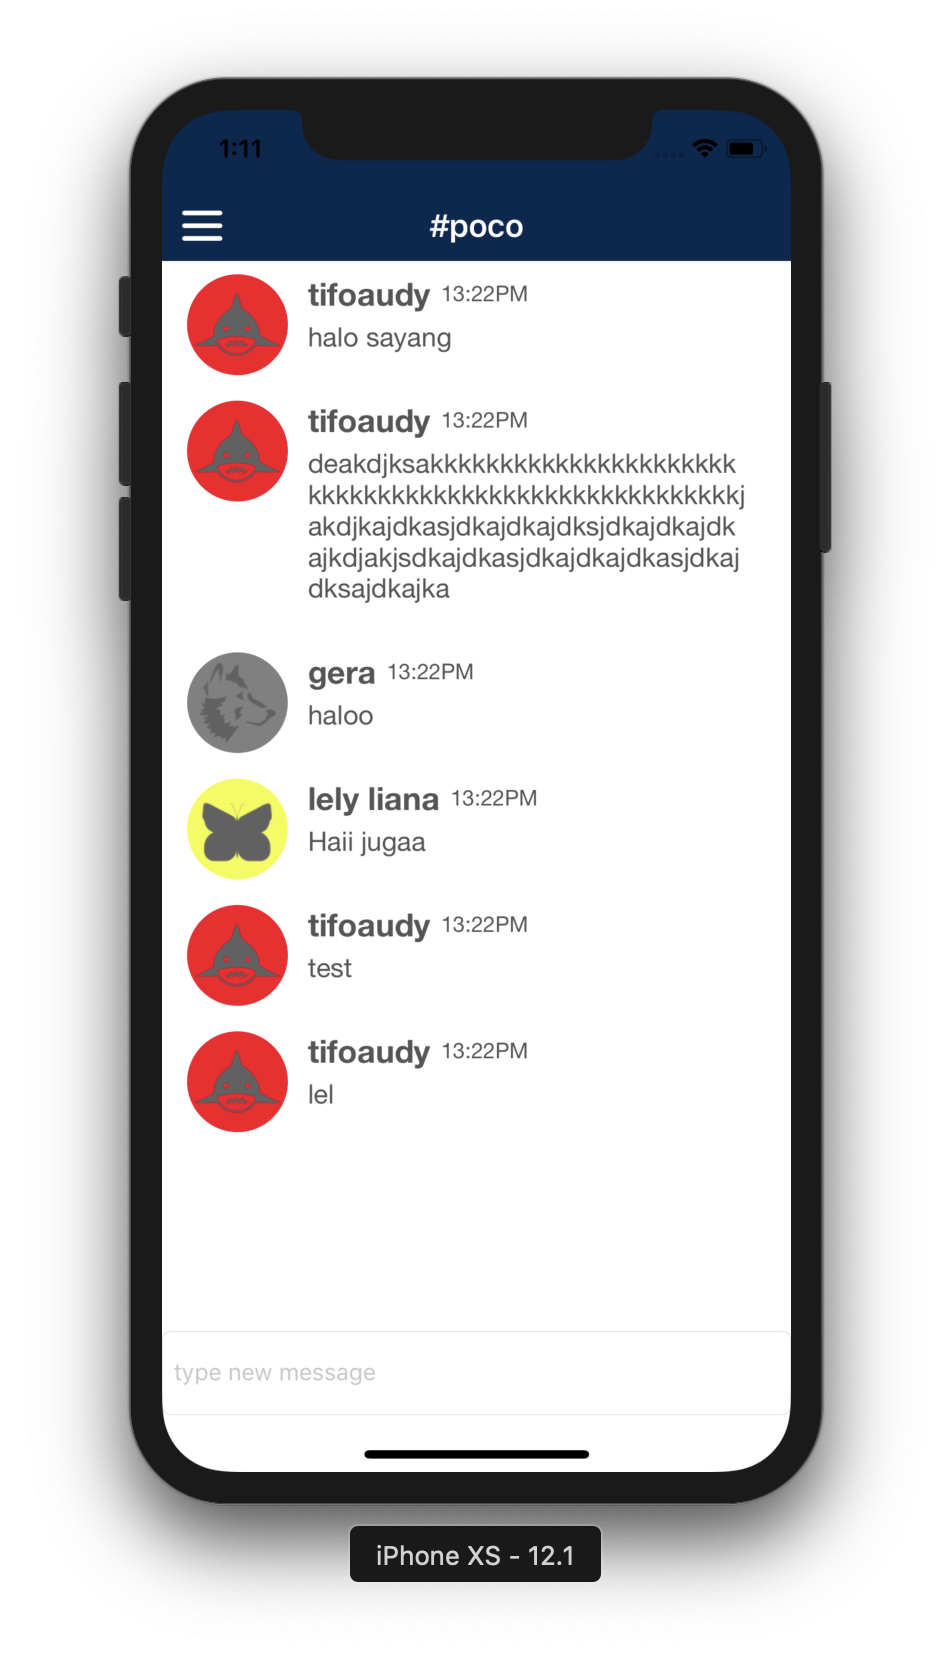 1:11
#poco
tifoaudy 13:22PM
halo sayang
tifoaudy 13:22PM
deakdjksakkkkkkkkkkkkkkkkkkkkkk
kkkkkkkkkkkkkkkkkkkkkkkkkkkkkkkj
akdjkajdkasjdkajdkajdksjdkajdkajdk
ajkdjakjsdkajdkasjdkajdkajdkasjdkaj
dksajdkajka
gera 13:22PM
haloo
lely liana 13:22PM
Haii jugaa
tifoaudy 13:22PM
test
tifoaudy 13:22PM
lel
type new message
iPhone XS - 12.1